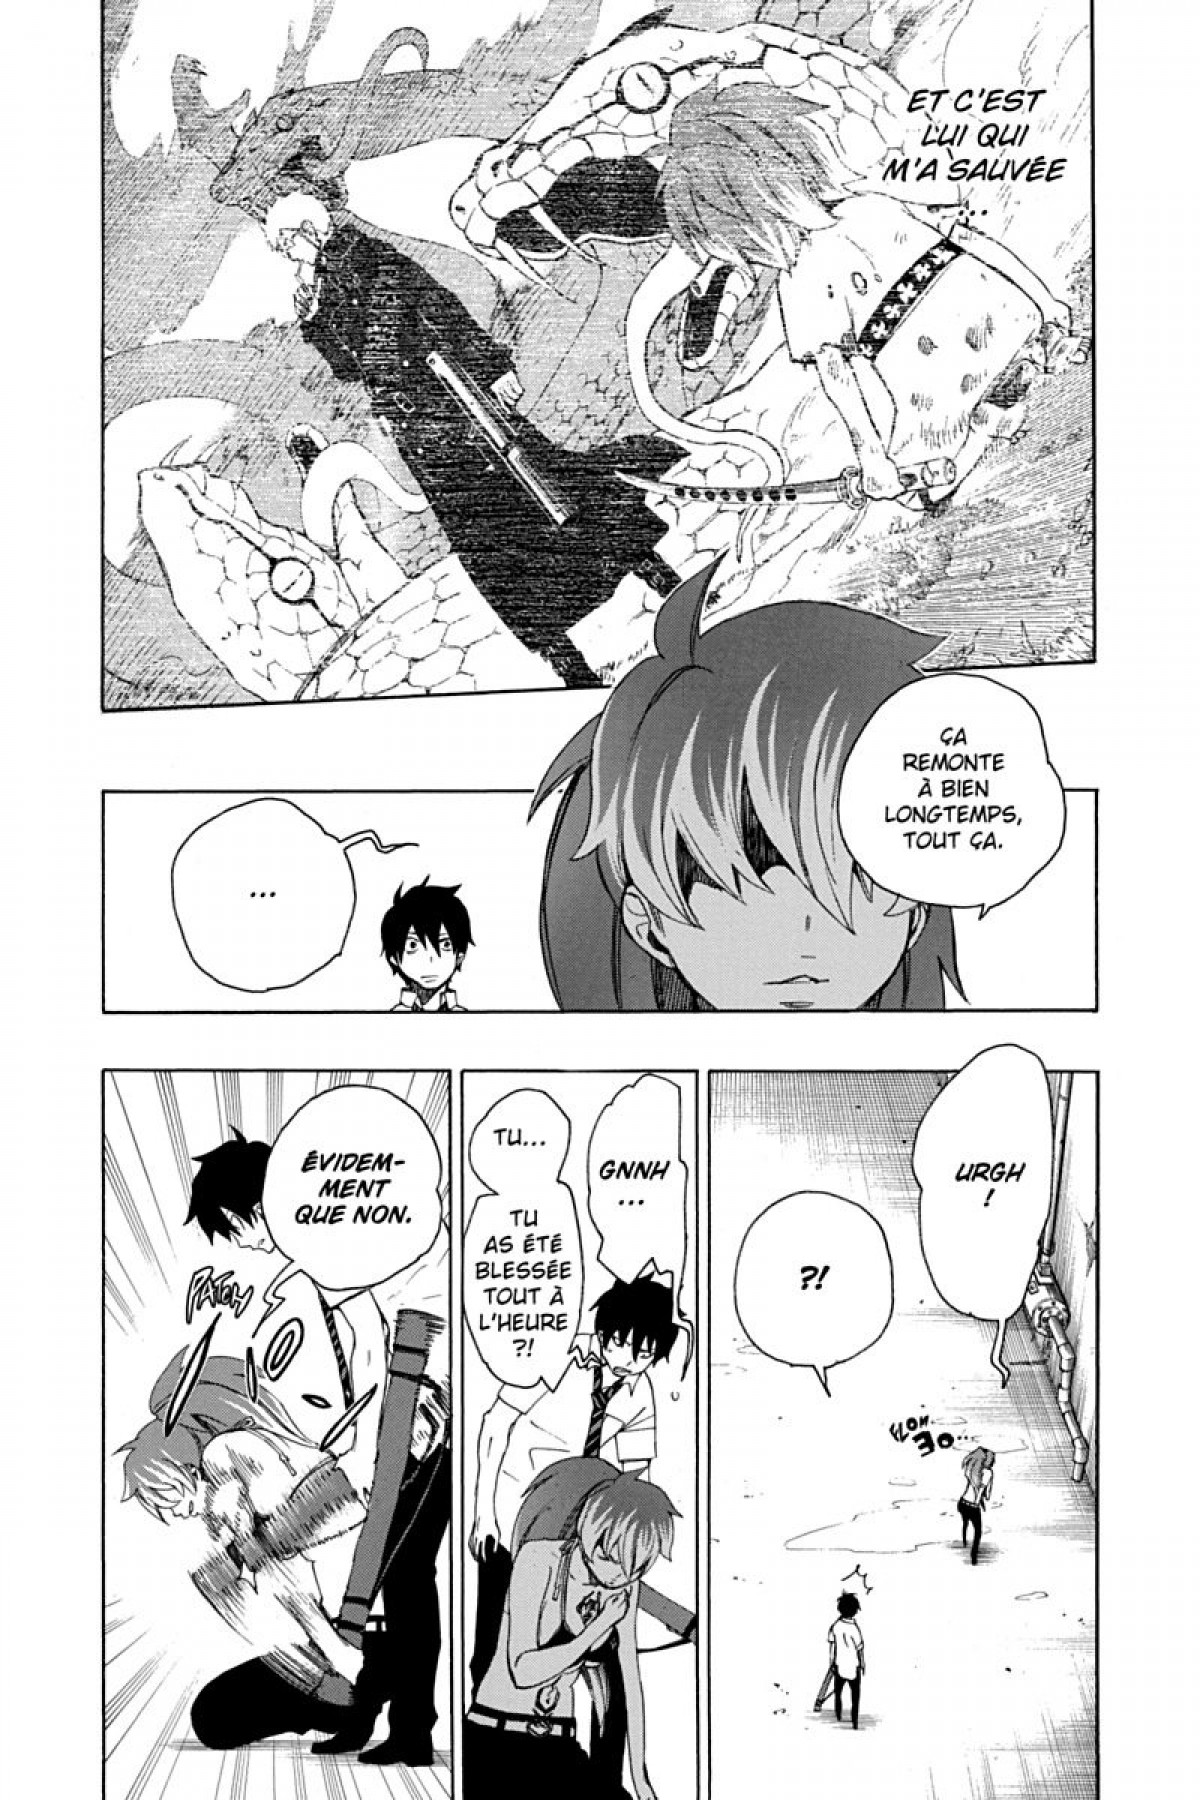 ET C'EST
LUI QUI
M'A SAUVÉE
...
ÇA
REMONTE
À BIEN
LONGTEMPS,
TOUT ÇA.
...
URGH
!
?!
FLOM
GNNH
...
TU...
TU
AS ÉTÉ
BLESSÉE
TOUT À
L'HEURE
?!
ÉVIDEM-
MENT
QUE NON.
PATCH